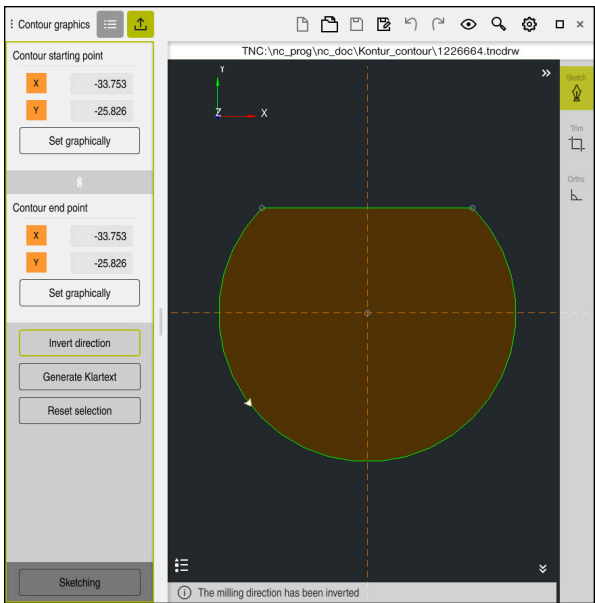 Contour graphics
TNC:\nc_prog\nc_doc\Kontur_contour\1226664.tncdrw
Contour starting point
X -33.753
Y -25.826
Set graphically
Contour end point
X -33.753
Y -25.826
Set graphically
Invert direction
Generate Klartext
Reset selection
Sketching
Y
Z X
Sketch
Trim
Ortho
The milling direction has been inverted